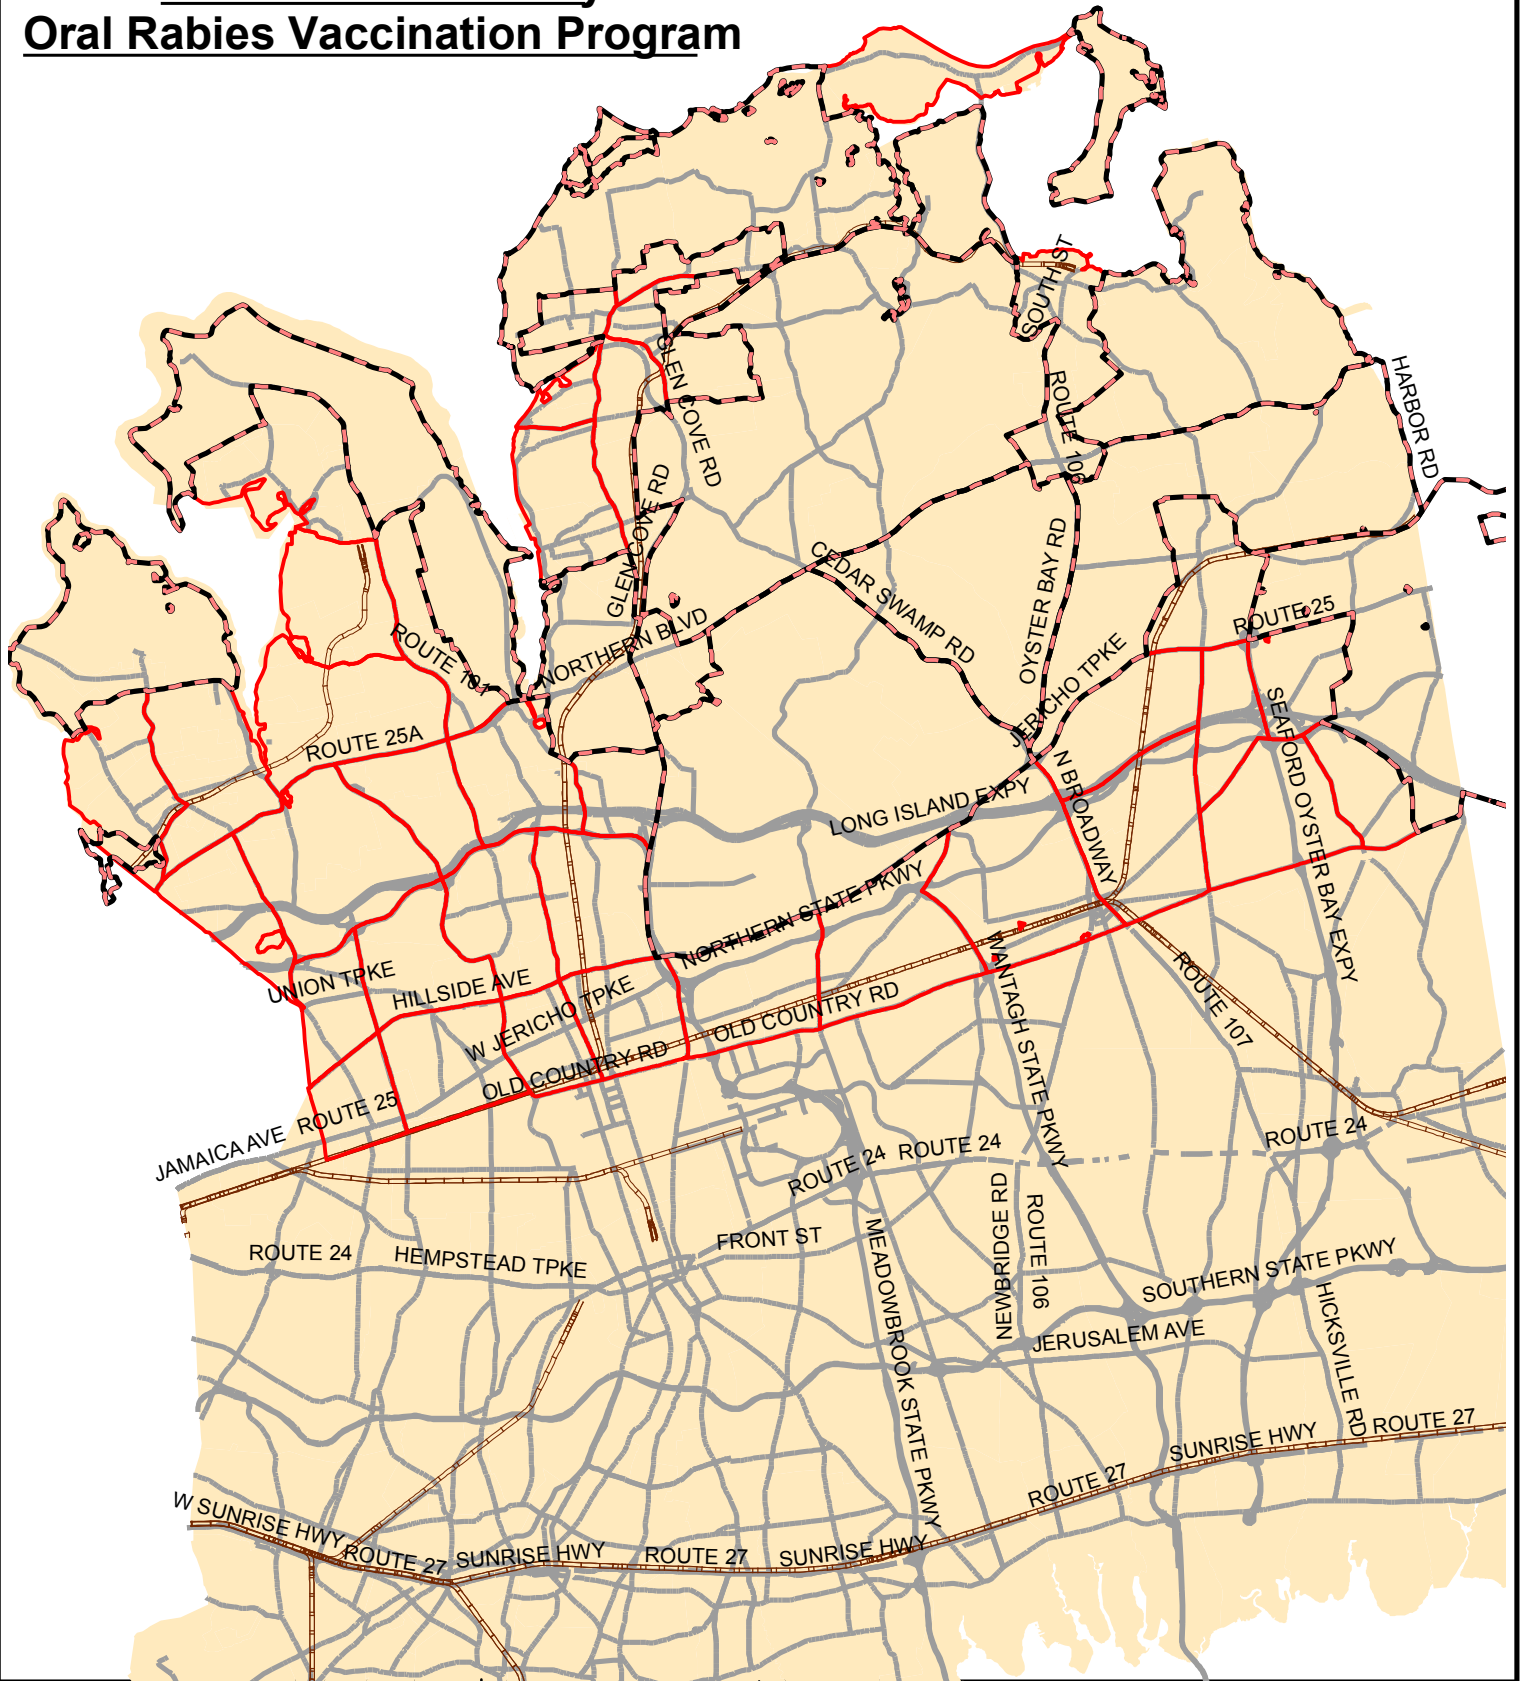 Oral Rabies Vaccination Program
SOUTH ST
GLEN COVE RD
ROUTE 106
HARBOR RD
GLEN COVE RD
CEDAR SWAMP RD
OYSTER BAY RD
ROUTE 25
ROUTE 101
NORTHERN BLVD
JERICHO TPKE
ROUTE 25A
SEAFORD OYSTER BAY EXPY
N BROADWAY
LONG ISLAND EXPY
NORTHERN STATE PKWY
UNION TPKE
HILLSIDE AVE
W JERICHO TPKE
WANTAGH STATE PKWY
ROUTE 107
OLD COUNTRY RD
OLD COUNTRY RD
ROUTE 25
JAMAICA AVE
ROUTE 24
ROUTE 24
ROUTE 24
NEWBRIDGE RD
ROUTE 106
FRONT ST
ROUTE 24
HEMPSTEAD TPKE
MEADOWBROOK STATE PKWY
SOUTHERN STATE PKWY
HICKSVILLE RD
JERUSALEM AVE
ROUTE 27
SUNRISE HWY
ROUTE 27
W SUNRISE HWY
ROUTE 27
SUNRISE HWY
ROUTE 27
SUNRISE HWY